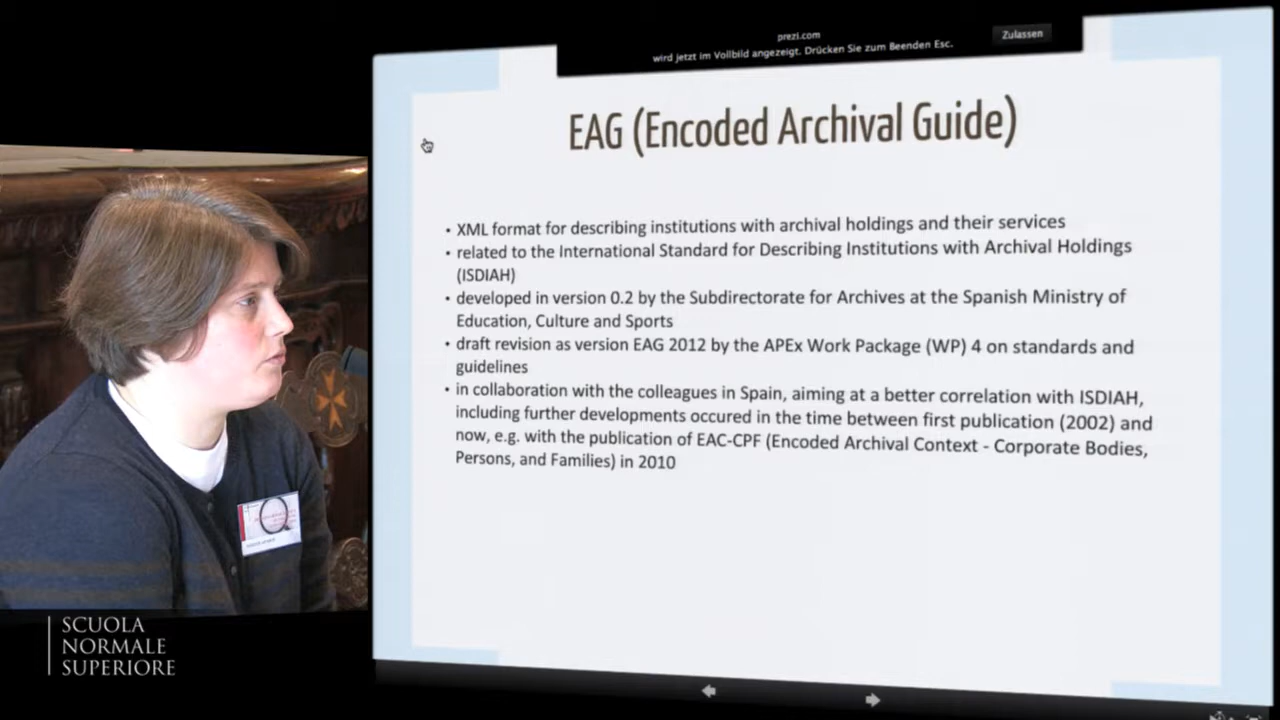 prezi.com
wird jetzt im Vollbild angezeigt. Drücken Sie zum Beenden Esc.
Zulassen
EAG (Encoded Archival Guide)
• XML format for describing institutions with archival holdings and their services
• related to the International Standard for Describing Institutions with Archival Holdings
(ISDIAH)
• developed in version 0.2 by the Subdirectorate for Archives at the Spanish Ministry of
Education, Culture and Sports
• draft revision as version EAG 2012 by the APEx Work Package (WP) 4 on standards and
guidelines
• in collaboration with the colleagues in Spain, aiming at a better correlation with ISDIAH,
including further developments occured in the time between first publication (2002) and
now, e.g. with the publication of EAC-CPF (Encoded Archival Context - Corporate Bodies,
Persons, and Families) in 2010
SCUOLA
NORMALE
SUPERIORE